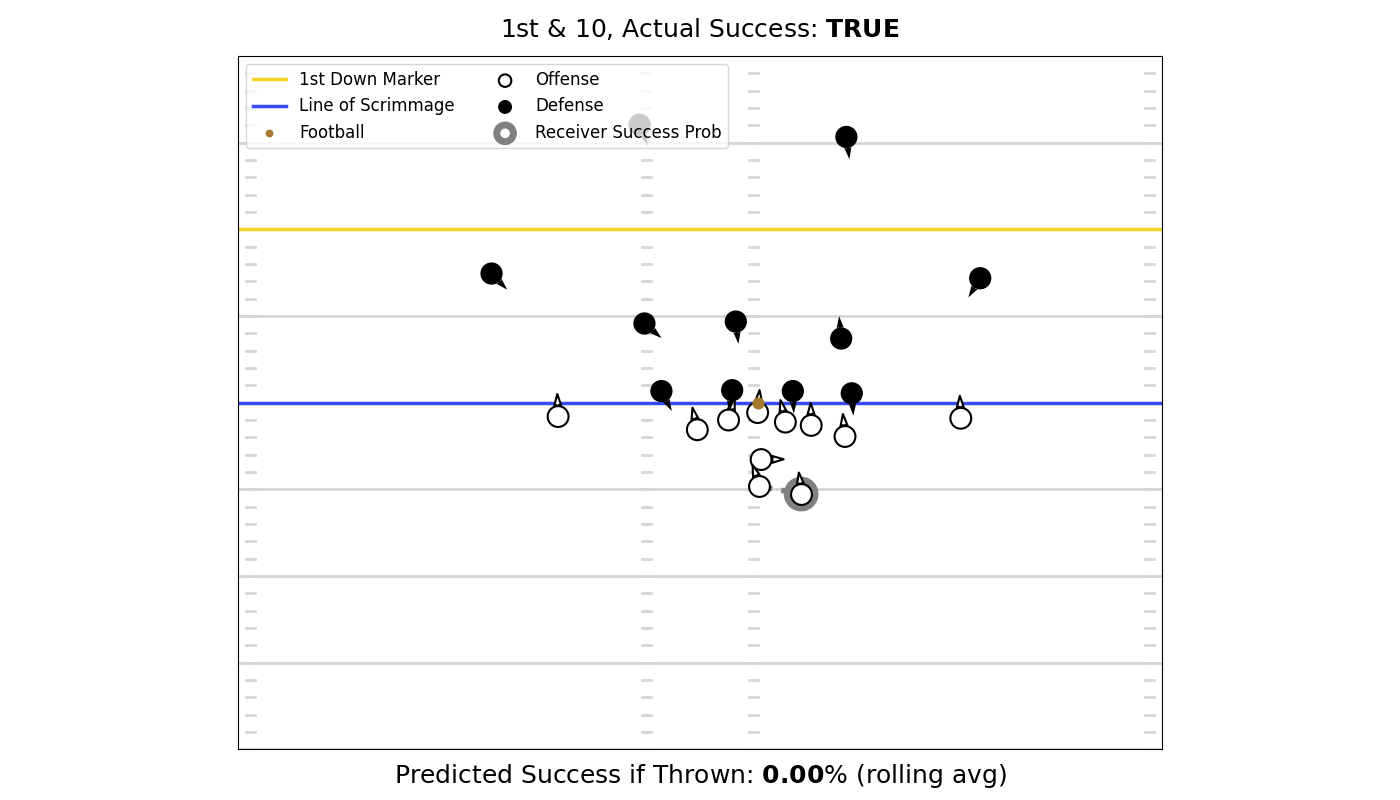 1st & 10, Actual Success: TRUE
1st Down Marker
Line of Scrimmage
Football
Offense
Defense
Receiver Success Prob
Predicted Success if Thrown: 0.00% (rolling avg)